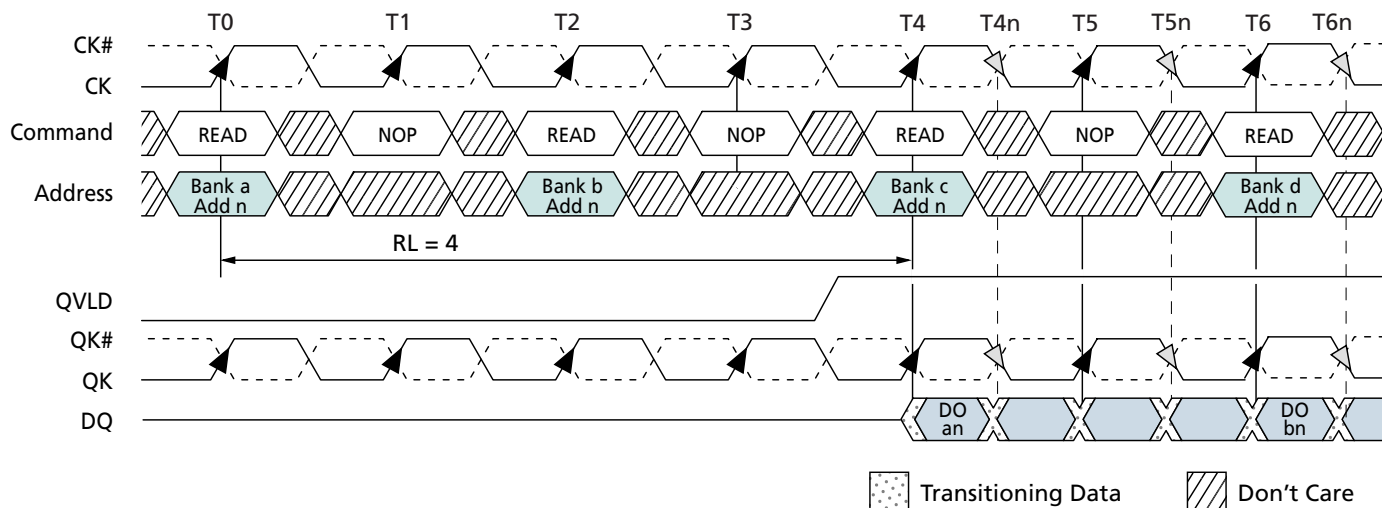 T0 T1 T2 T3 T4 T4n T5 T5n T6 T6n
CK#
CK
Command READ NOP READ NOP READ NOP READ
Address Bank a Add n Bank b Add n Bank c Add n Bank d Add n
RL = 4
QVLD
QK#
QK
DQ DO an DO bn
Transitioning Data Don't Care